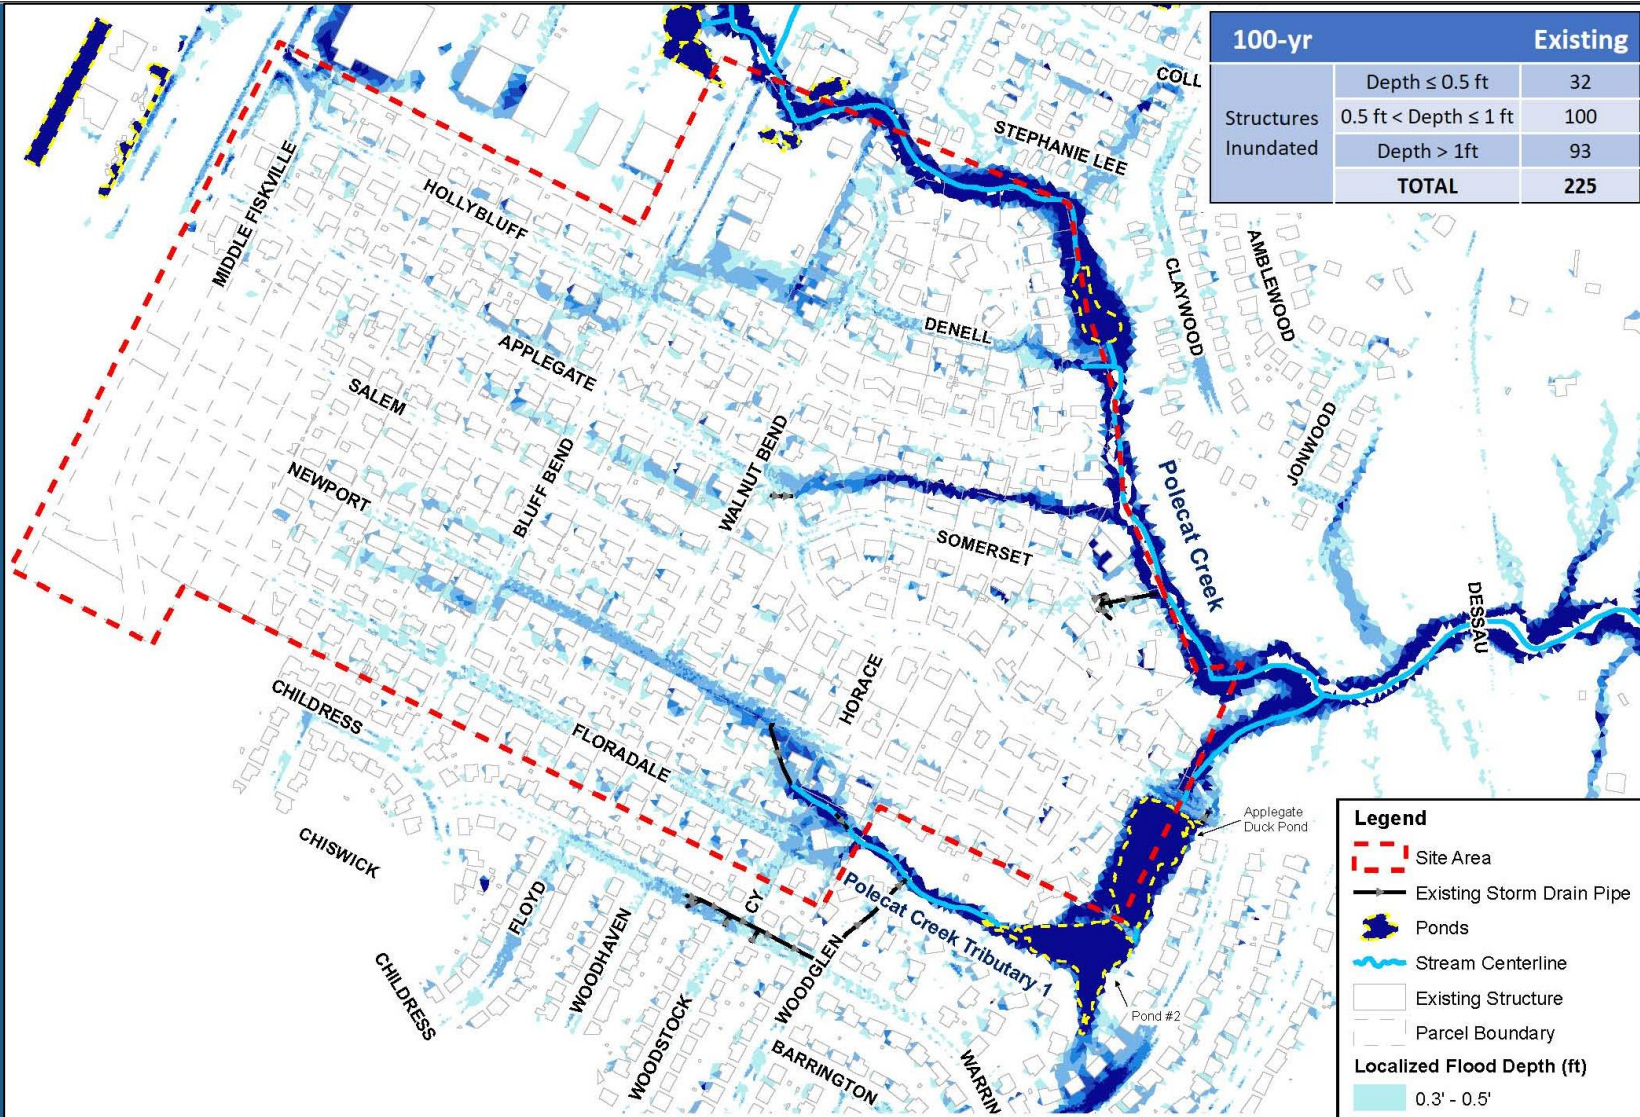 100-yr Existing
Structures Inundated
Depth ≤ 0.5 ft 32
0.5 ft < Depth ≤ 1 ft 100
Depth > 1ft 93
TOTAL 225
COLL
STEPHANIE LEE
MIDDLE FISKVILLE
HOLLYBLUFF
AMBLEWOOD
CLAYWOOD
DENELL
APPLEGATE
SALEM
JONWOOD
WALNUT BEND
BLUFF BEND
NEWPORT
Polecat Creek
SOMERSET
DESSAU
HORACE
CHILDRESS
FLORADALE
Applegate
Duck Pond
CHISWICK
FLOYD
CY
Polecat Creek Tributary 1
WOODHAVEN
WOODGLEN
CHILDRESS
WOODSTOCK
Pond #2
BARRINGTON
WARRIN
Legend
Site Area
Existing Storm Drain Pipe
Ponds
Stream Centerline
Existing Structure
Parcel Boundary
Localized Flood Depth (ft)
0.3' - 0.5'